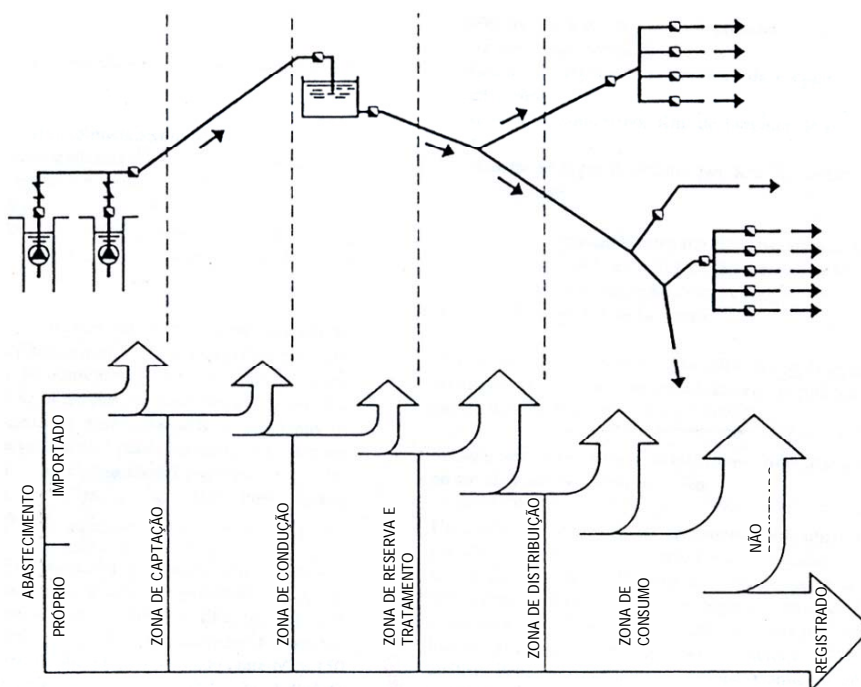 ABASTECIMENTO
PRÓPRIO
IMPORTADO
ZONA DE CAPTAÇÃO
ZONA DE CONDUÇÃO
ZONA DE RESERVA E
TRATAMENTO
ZONA DE DISTRIBUIÇÃO
ZONA DE
CONSUMO
NÃO
REGISTRADO